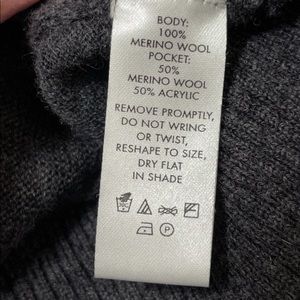 BODY:
100%
MERINO WOOL
POCKET:
50%
MERINO WOOL
50% ACRYLIC
REMOVE PROMPTLY,
DO NOT WRING
OR TWIST,
RESHAPE TO SIZE,
DRY FLAT
IN SHADE
P